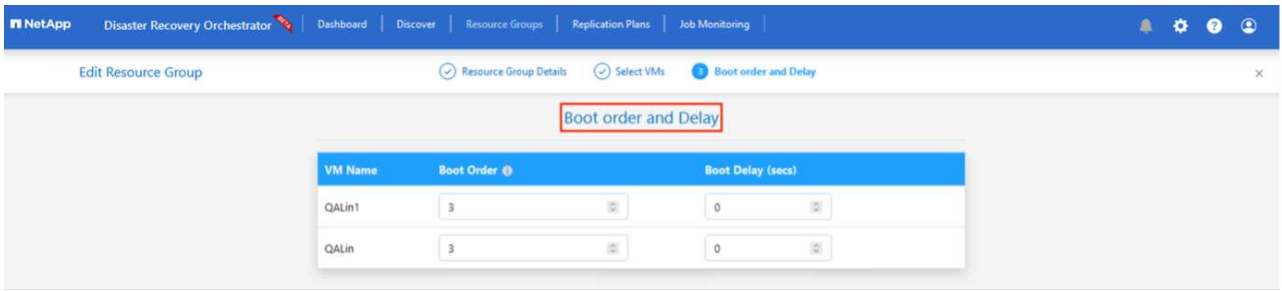 NetApp Disaster Recovery Orchestrator BETA Dashboard Discover Resource Groups Replication Plans Job Monitoring
Edit Resource Group Resource Group Details Select VMs 3 Boot order and Delay
Boot order and Delay
VM Name Boot Order Boot Delay (secs)
QALin1 3 0
QALin 3 0